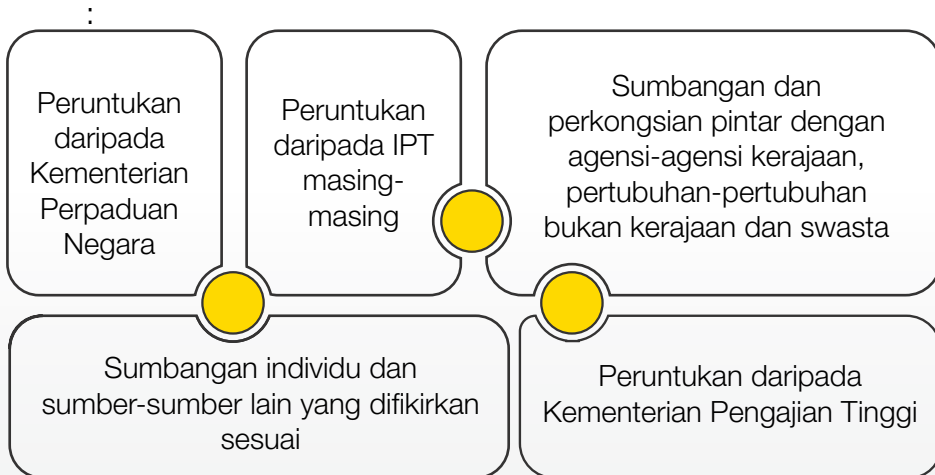 :
Peruntukan
daripada
Kementerian
Perpaduan
Negara
Peruntukan
daripada IPT
masing-
masing
Sumbangan dan
perkongsian pintar dengan
agensi-agensi kerajaan,
pertubuhan-pertubuhan
bukan kerajaan dan swasta
Sumbangan individu dan
sumber-sumber lain yang difikirkan
sesuai
Peruntukan daripada
Kementerian Pengajian Tinggi